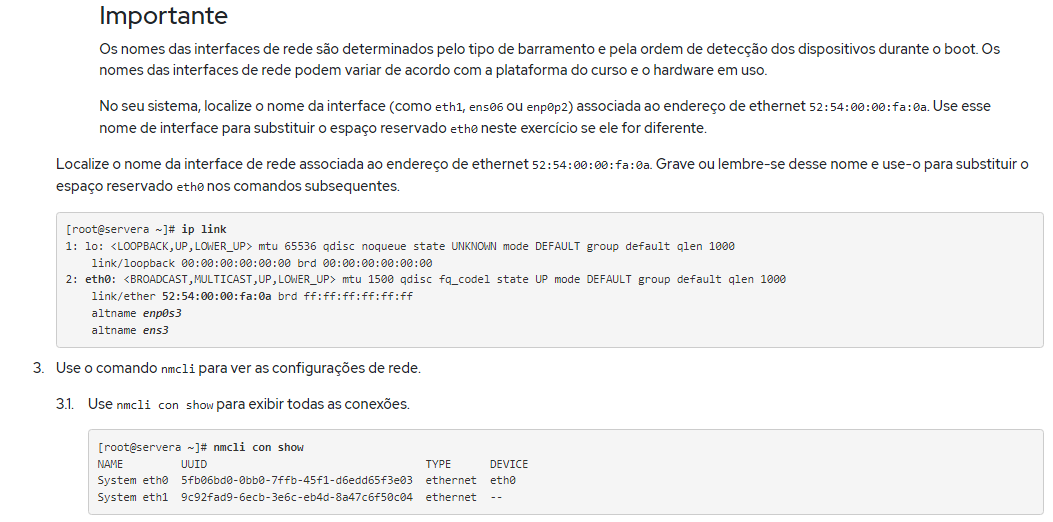 Importante
Os nomes das interfaces de rede são determinados pelo tipo de barramento e pela ordem de detecção dos dispositivos durante o boot. Os
nomes das interfaces de rede podem variar de acordo com a plataforma do curso e o hardware em uso.
No seu sistema, localize o nome da interface (como eth1, ens06 ou enp0p2) associada ao endereço de ethernet 52:54:00:00:fa:0a. Use esse
nome de interface para substituir o espaço reservado eth0 neste exercício se ele for diferente.
Localize o nome da interface de rede associada ao endereço de ethernet 52:54:00:00:fa:0a. Grave ou lembre-se desse nome e use-o para substituir o
espaço reservado eth0 nos comandos subsequentes.
[root@servera ~]# ip link
1: lo: <LOOPBACK,UP,LOWER_UP> mtu 65536 qdisc noqueue state UNKNOWN mode DEFAULT group default qlen 1000
    link/loopback 00:00:00:00:00:00 brd 00:00:00:00:00:00
2: eth0: <BROADCAST,MULTICAST,UP,LOWER_UP> mtu 1500 qdisc fq_codel state UP mode DEFAULT group default qlen 1000
    link/ether 52:54:00:00:fa:0a brd ff:ff:ff:ff:ff:ff
    altname enp0s3
    altname ens3
3. Use o comando nmcli para ver as configurações de rede.
3.1. Use nmcli con show para exibir todas as conexões.
[root@servera ~]# nmcli con show
NAME         UUID                                  TYPE      DEVICE
System eth0  5fb06bd0-0bb0-7ffb-45f1-d6edd65f3e03  ethernet  eth0
System eth1  9c92fad9-6ecb-3e6c-eb4d-8a47c6f50c04  ethernet  --